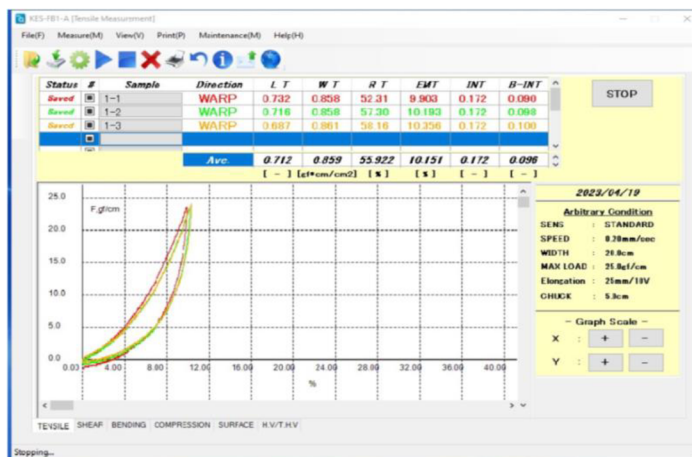 KES-FB1-A [Tensile Measurement]
File(F) Measure(M) View(V) Print(P) Maintenance(M) Help(H)
Status # Sample Direction L T W T R T EMT INT B-INT
Saved 1-1 WARP 0.732 0.858 52.31 9.903 0.172 0.090
Saved 1-2 WARP 0.716 0.858 57.30 10.193 0.172 0.098
Saved 1-3 WARP 0.687 0.861 58.16 10.356 0.172 0.100
Ave. 0.712 0.859 55.922 10.151 0.172 0.096
[ - ] [gf*cm/cm2] [ % ] [ % ] [ - ] [ - ]
STOP
25.0
F,gf/cm
20.0
15.0
10.0
5.0
0.0
0.00 4.00 8.00 12.00 16.00 20.00 24.00 28.00 32.00 36.00 40.00
%
2023/04/19
Arbitrary Condition
SENS : STANDARD
SPEED : 0.20mm/sec
WIDTH : 20.0cm
MAX LOAD : 25.0gf/cm
Elongation : 25mm/10V
CHUCK : 5.0cm
- Graph Scale -
X : + -
Y : + -
TENSILE SHEAR BENDING COMPRESSION SURFACE H.V/T.H.V
Stopping...